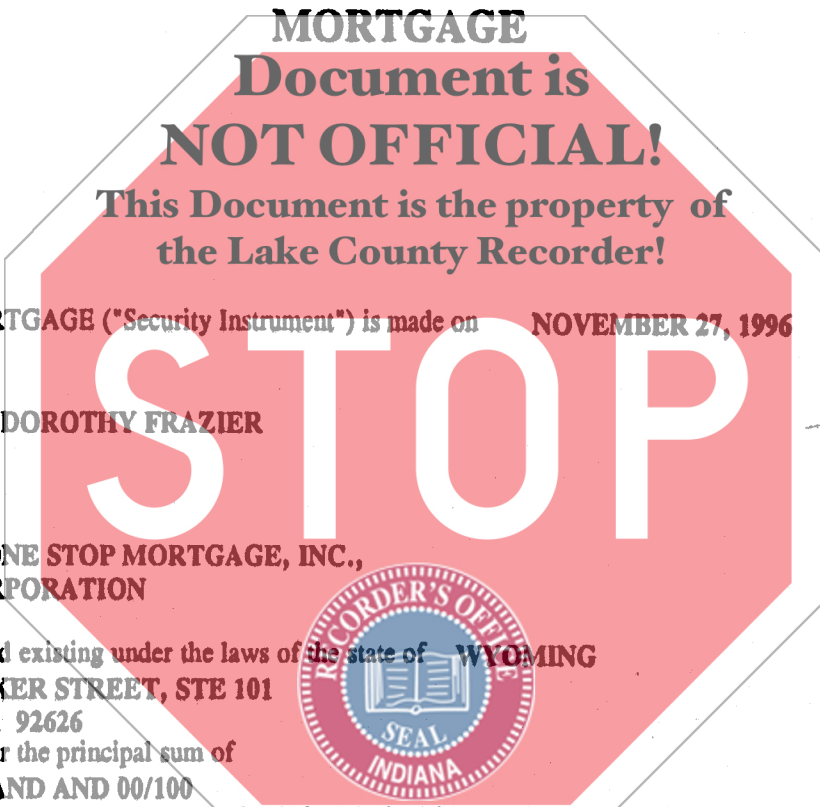 MORTGAGE
Document is
NOT OFFICIAL!
This Document is the property of
the Lake County Recorder!
RTGAGE ("Security Instrument") is made on NOVEMBER 27, 1996
STOP
DOROTHY FRAZIER
NE STOP MORTGAGE, INC.,
RPORATION
d existing under the laws of the state of WYOMING
KER STREET, STE 101
92626
r the principal sum of
AND AND 00/100
RECORDER'S OFFICE
SEAL
INDIANA